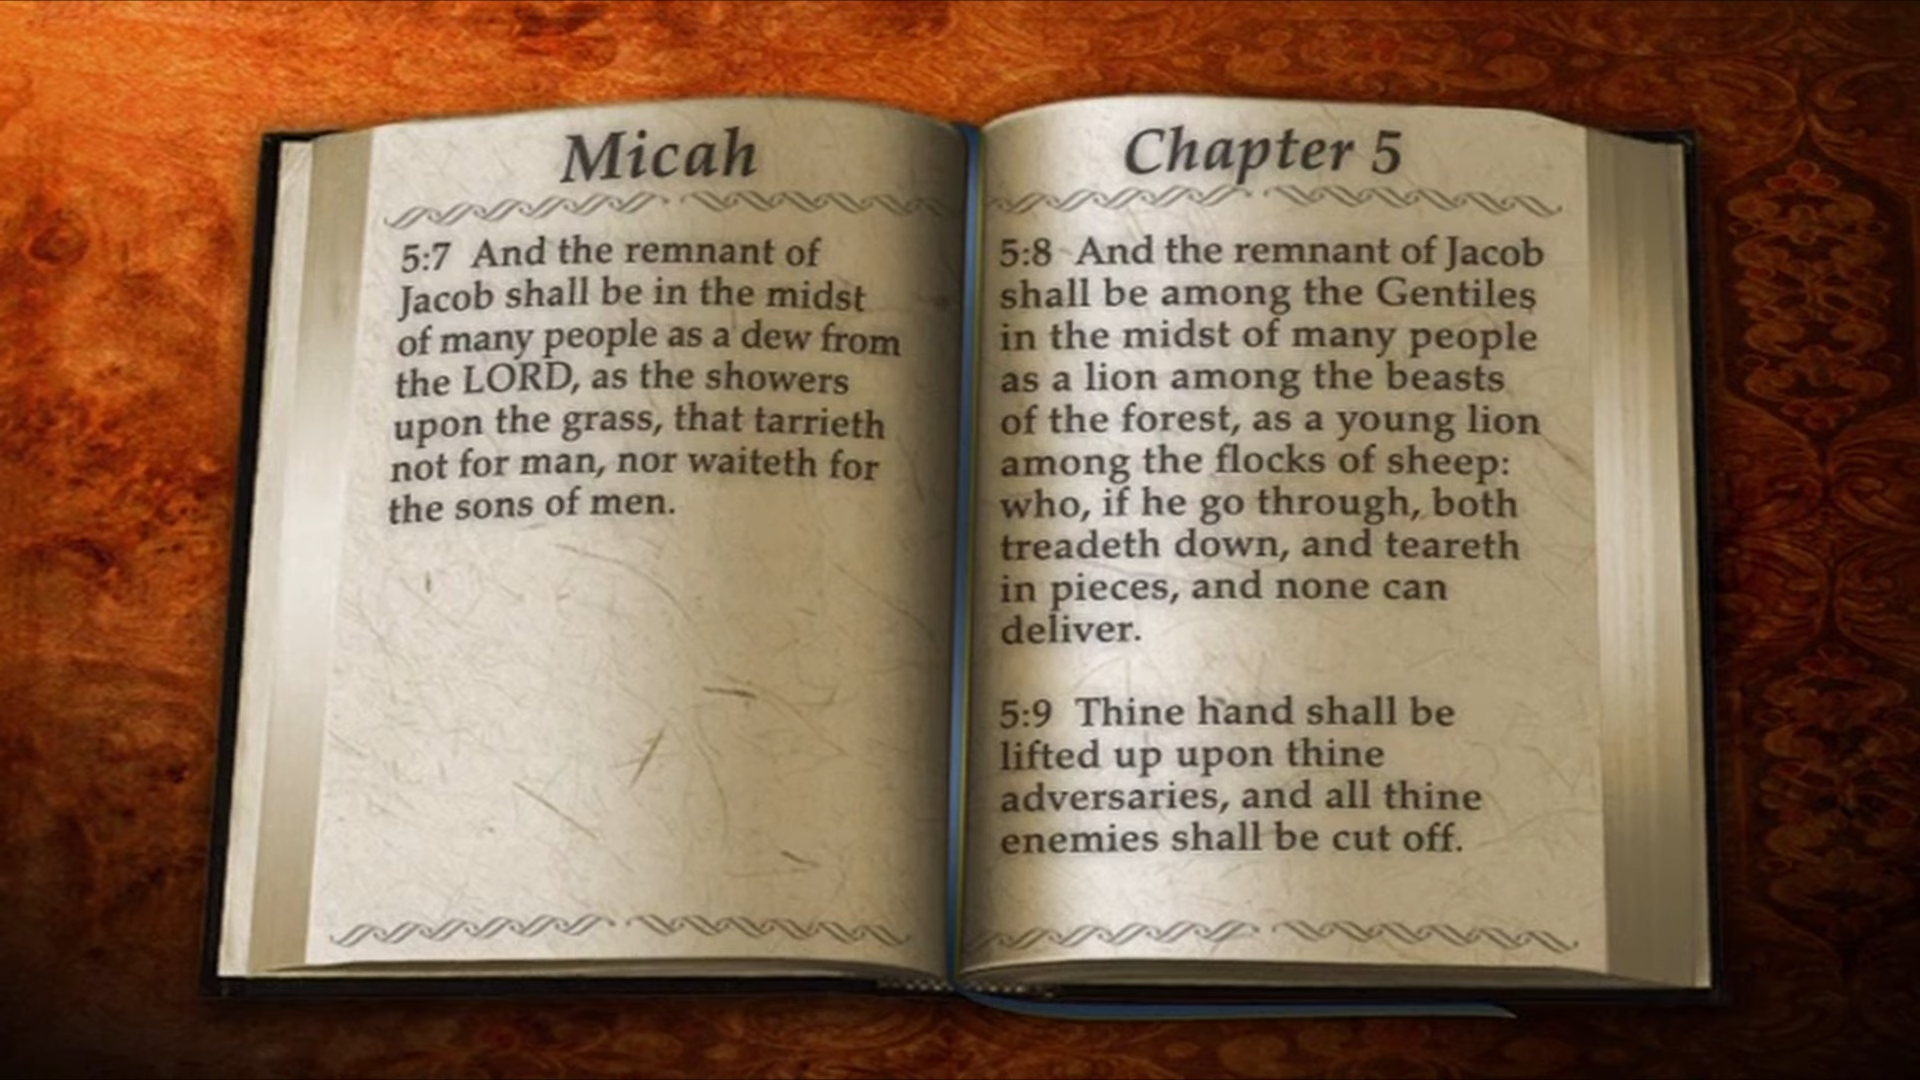 Micah
5:7 And the remnant of
Jacob shall be in the midst
of many people as a dew from
the LORD, as the showers
upon the grass, that tarrieth
not for man, nor waiteth for
the sons of men.
Chapter 5
5:8 And the remnant of Jacob
shall be among the Gentiles
in the midst of many people
as a lion among the beasts
of the forest, as a young lion
among the flocks of sheep:
who, if he go through, both
treadeth down, and teareth
in pieces, and none can
deliver.
5:9 Thine hand shall be
lifted up upon thine
adversaries, and all thine
enemies shall be cut off.